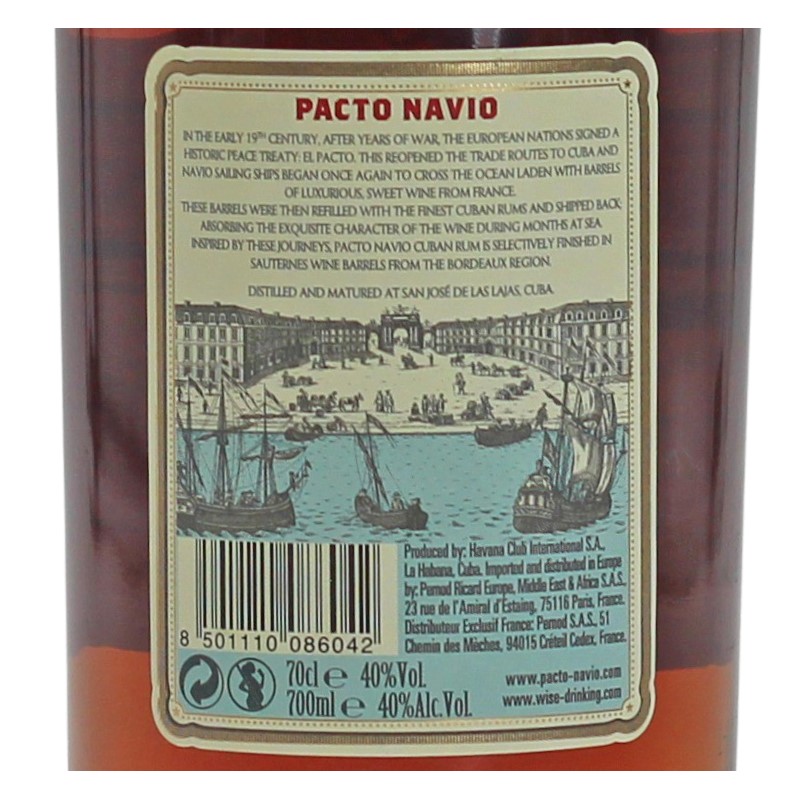 PACTO NAVIO
IN THE EARLY 19TH CENTURY, AFTER YEARS OF WAR, THE EUROPEAN NATIONS SIGNED A
HISTORIC PEACE TREATY: EL PACTO. THIS REOPENED THE TRADE ROUTES TO CUBA AND
NAVIO SAILING SHIPS BEGAN ONCE AGAIN TO CROSS THE OCEAN LADEN WITH BARRELS
OF LUXURIOUS, SWEET WINE FROM FRANCE.
THESE BARRELS WERE THEN REFILLED WITH THE FINEST CUBAN RUMS AND SHIPPED BACK;
ABSORBING THE EXQUISITE CHARACTER OF THE WINE DURING MONTHS AT SEA.
INSPIRED BY THESE JOURNEYS, PACTO NAVIO CUBAN RUM IS SELECTIVELY FINISHED IN
SAUTERNES WINE BARRELS FROM THE BORDEAUX REGION.
DISTILLED AND MATURED AT SAN JOSÉ DE LAS LAJAS, CUBA.
Produced by: Havana Club International S.A.,
La Habana, Cuba. Imported and distributed in Europe
by: Pernod Ricard Europe, Middle East & Africa S.A.S.,
23 rue de l'Amiral d'Estaing, 75116 Paris, France.
Distributeur Exclusif France: Pernod S.A.S., 51
Chemin des Mèches, 94015 Créteil Cedex, France.
8 501110 086042
70cl e 40%Vol.
700ml e 40%Alc.Vol.
www.pacto-navio.com
www.wise-drinking.com